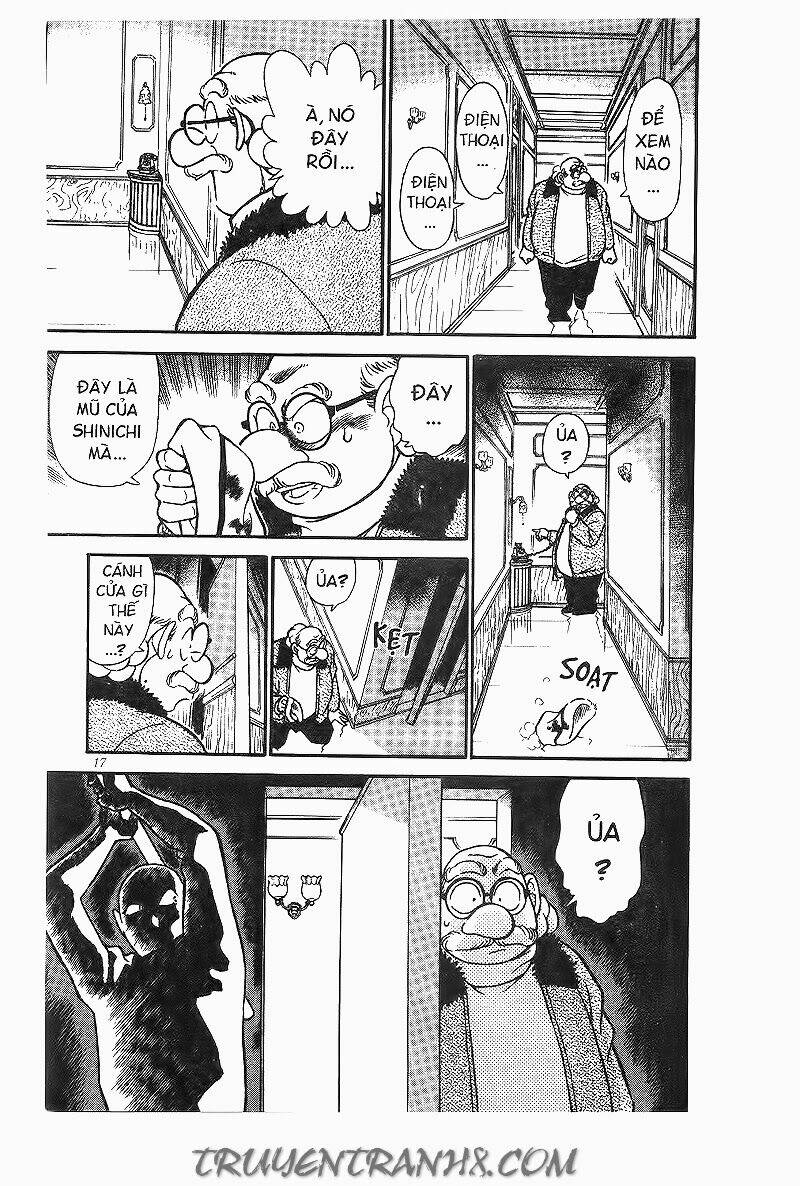 ĐỂ
XEM
NÀO
...
ĐIỆN
THOẠI
...
ĐIỆN
THOẠI
...
À, NÓ
ĐÂY
RỒI...
ỦA
?
SOẠT
ĐÂY
...
ĐÂY LÀ
MŨ CỦA
SHINICHI
MÀ...
ỦA?
KẸT
CÁNH
CỬA GÌ
THẾ
NÀY
...?
17
ỦA
?
TRUYENTRANH8.COM